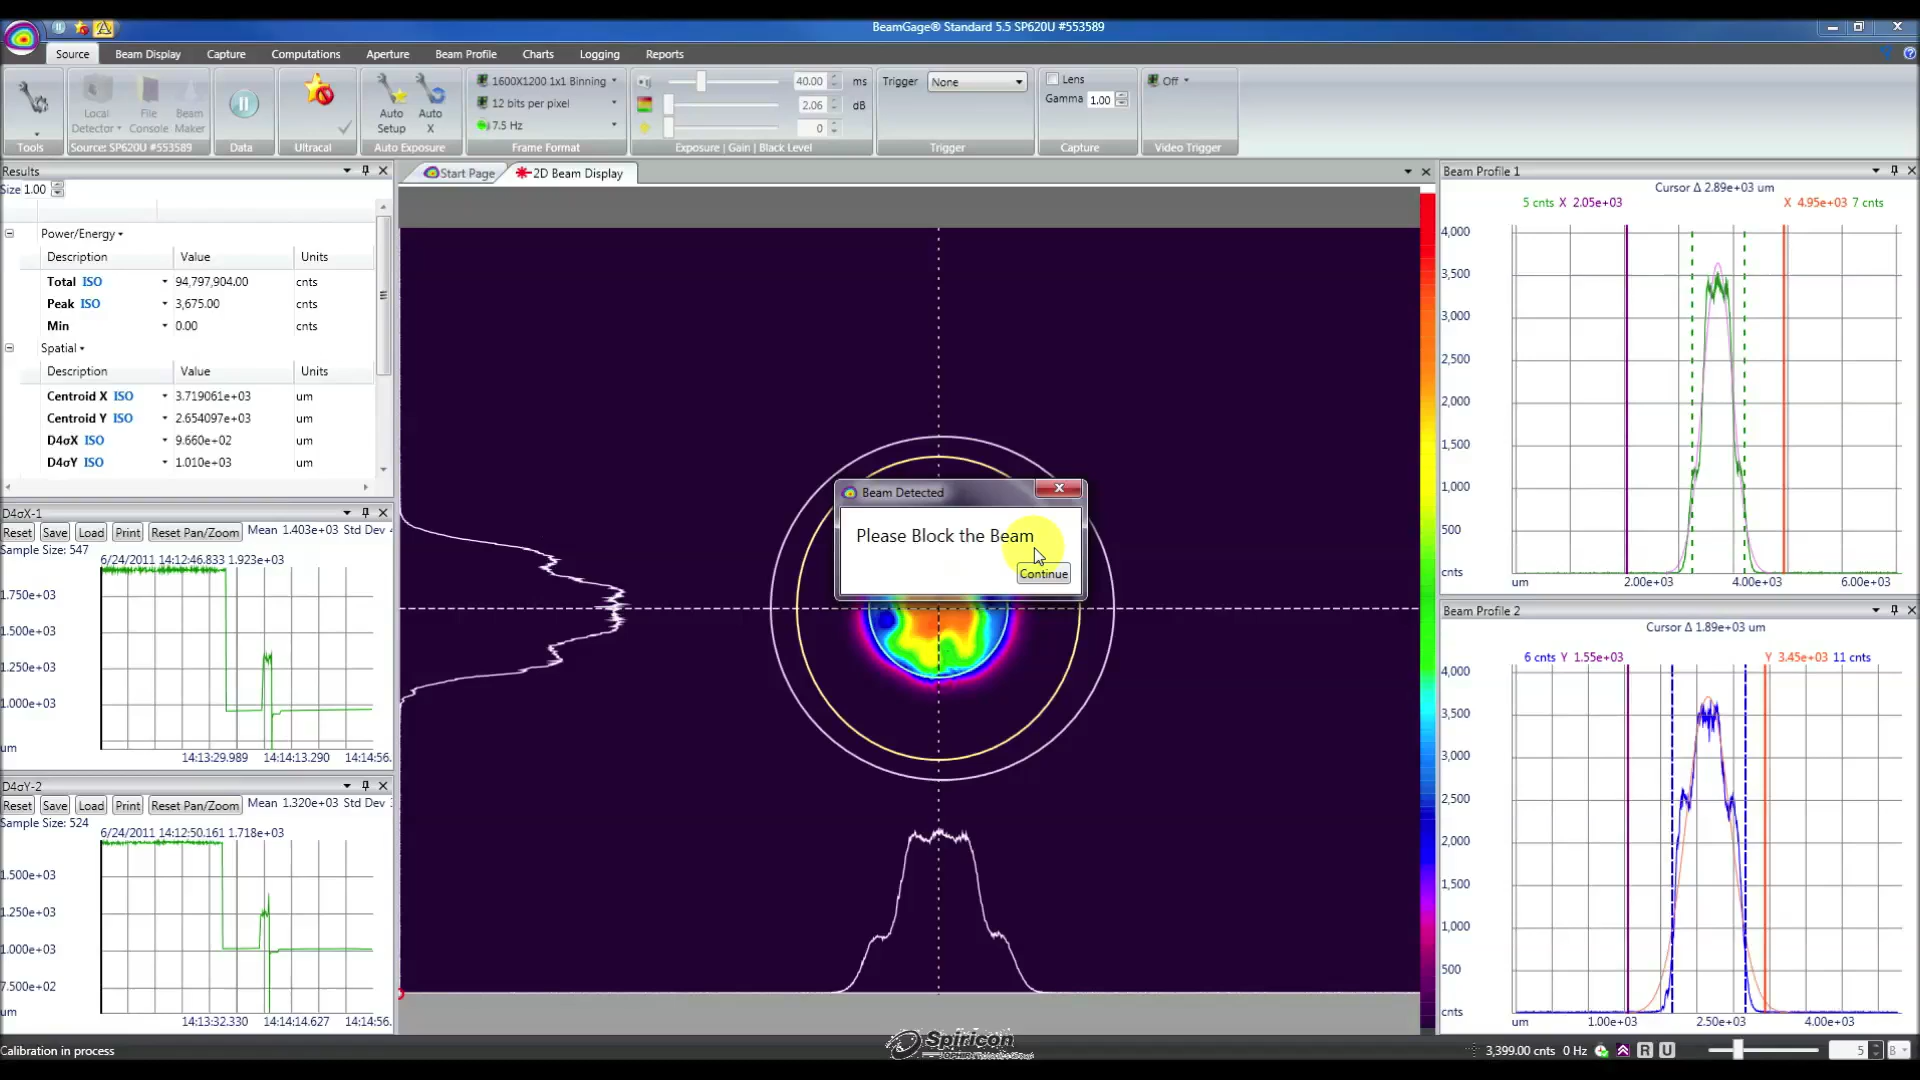 BeamGage® Standard 5.5 SP620U #553589
Source Beam Display Capture Computations Aperture Beam Profile Charts Logging Reports
Local Detector
File Console
Beam Maker
Auto Setup
Auto X
1600X1200 1x1 Binning
12 bits per pixel
7.5 Hz
40.00 ms
2.06 dB
0
Trigger None
Lens
Gamma 1.00
Off
Tools Source: SP620U #553589 Data Ultracal Auto Exposure Frame Format Exposure | Gain | Black Level Trigger Capture Video Trigger
Results
Size 1.00
Power/Energy
Description Value Units
Total ISO 94,797,904.00 cnts
Peak ISO 3,675.00 cnts
Min 0.00 cnts
Spatial
Description Value Units
Centroid X ISO 3.719061e+03 um
Centroid Y ISO 2.654097e+03 um
D4σX ISO 9.660e+02 um
D4σY ISO 1.010e+03 um
D4σX-1
Reset Save Load Print Reset Pan/Zoom Mean 1.403e+03 Std Dev 4
Sample Size: 547
6/24/2011 14:12:46.833 1.923e+03
1.750e+03
1.500e+03
1.250e+03
1.000e+03
um
14:13:29.989 14:14:13.290 14:14:56.
D4σY-2
Reset Save Load Print Reset Pan/Zoom Mean 1.320e+03 Std Dev
Sample Size: 524
6/24/2011 14:12:50.161 1.718e+03
1.500e+03
1.250e+03
1.000e+03
7.500e+02
um
14:13:32.330 14:14:14.627 14:14:56.
Calibration in process
Start Page 2D Beam Display
Beam Detected
Please Block the Beam
Continue
Spiricon
Beam Profile 1
Cursor Δ 2.89e+03 um
5 cnts X 2.05e+03 X 4.95e+03 7 cnts
4,000
3,500
3,000
2,500
2,000
1,500
1,000
500
cnts
um 2.00e+03 4.00e+03 6.00e+03
Beam Profile 2
Cursor Δ 1.89e+03 um
6 cnts Y 1.55e+03 Y 3.45e+03 11 cnts
4,000
3,500
3,000
2,500
2,000
1,500
1,000
500
cnts
um 1.00e+03 2.50e+03 4.00e+03
3,399.00 cnts 0 Hz R U 5 B